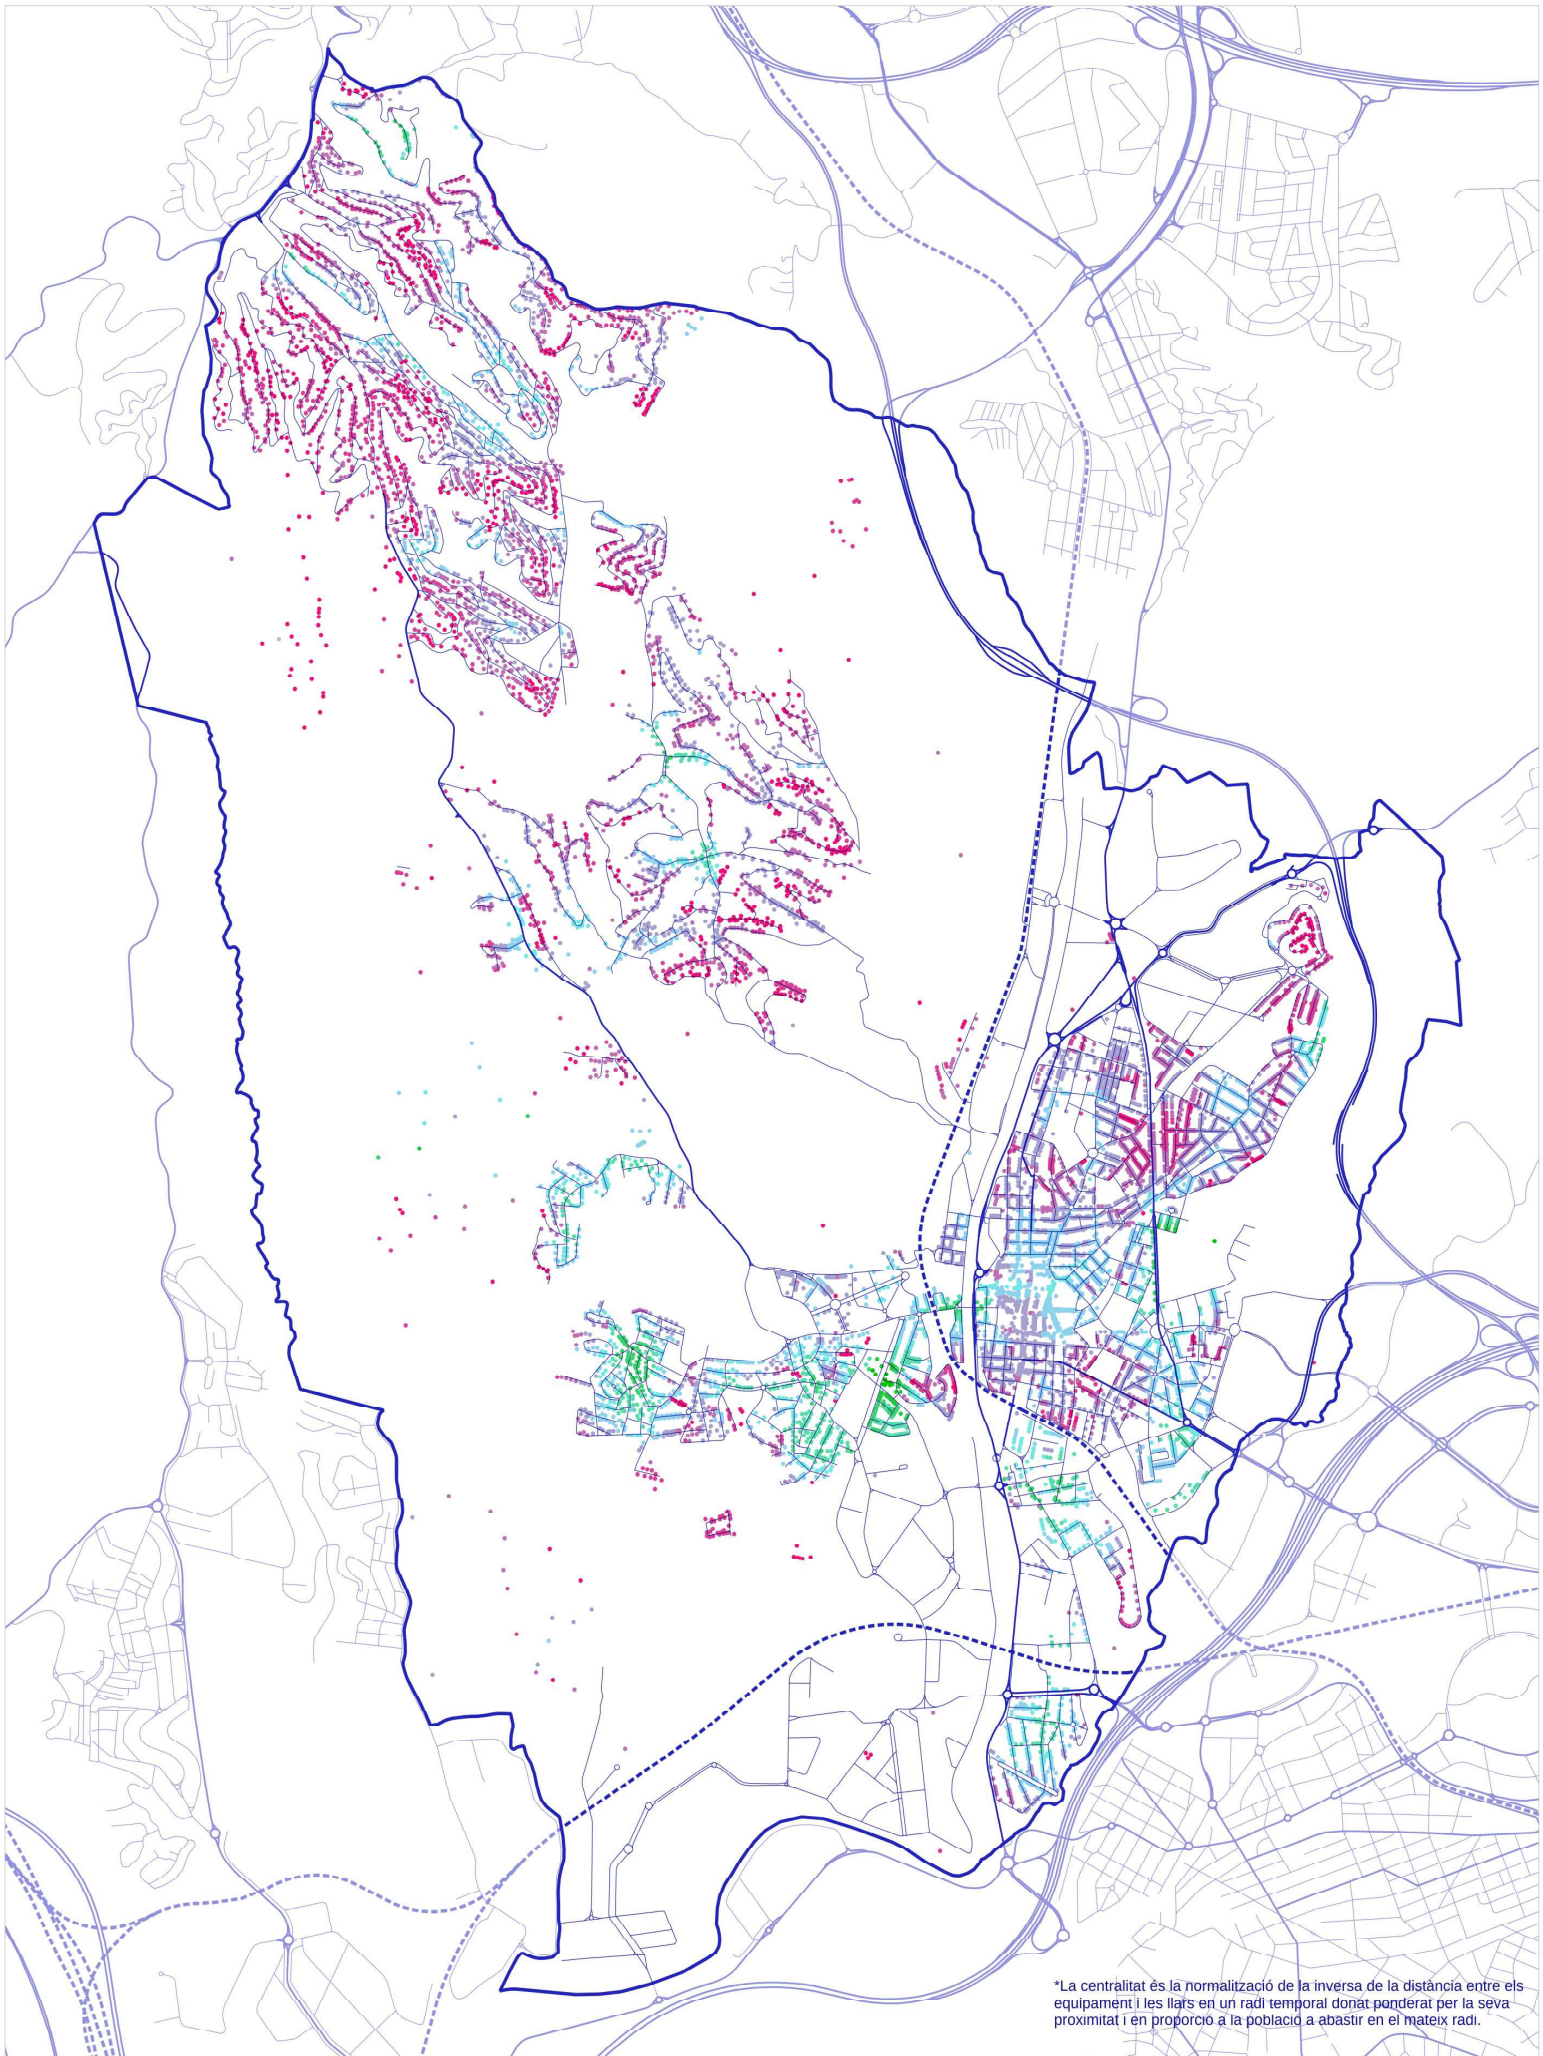 *La centralitat és la normalització de la inversa de la distància entre els
equipament i les llars en un radi temporal donat ponderat per la seva
proximitat i en proporció a la població a abastir en el mateix radi.